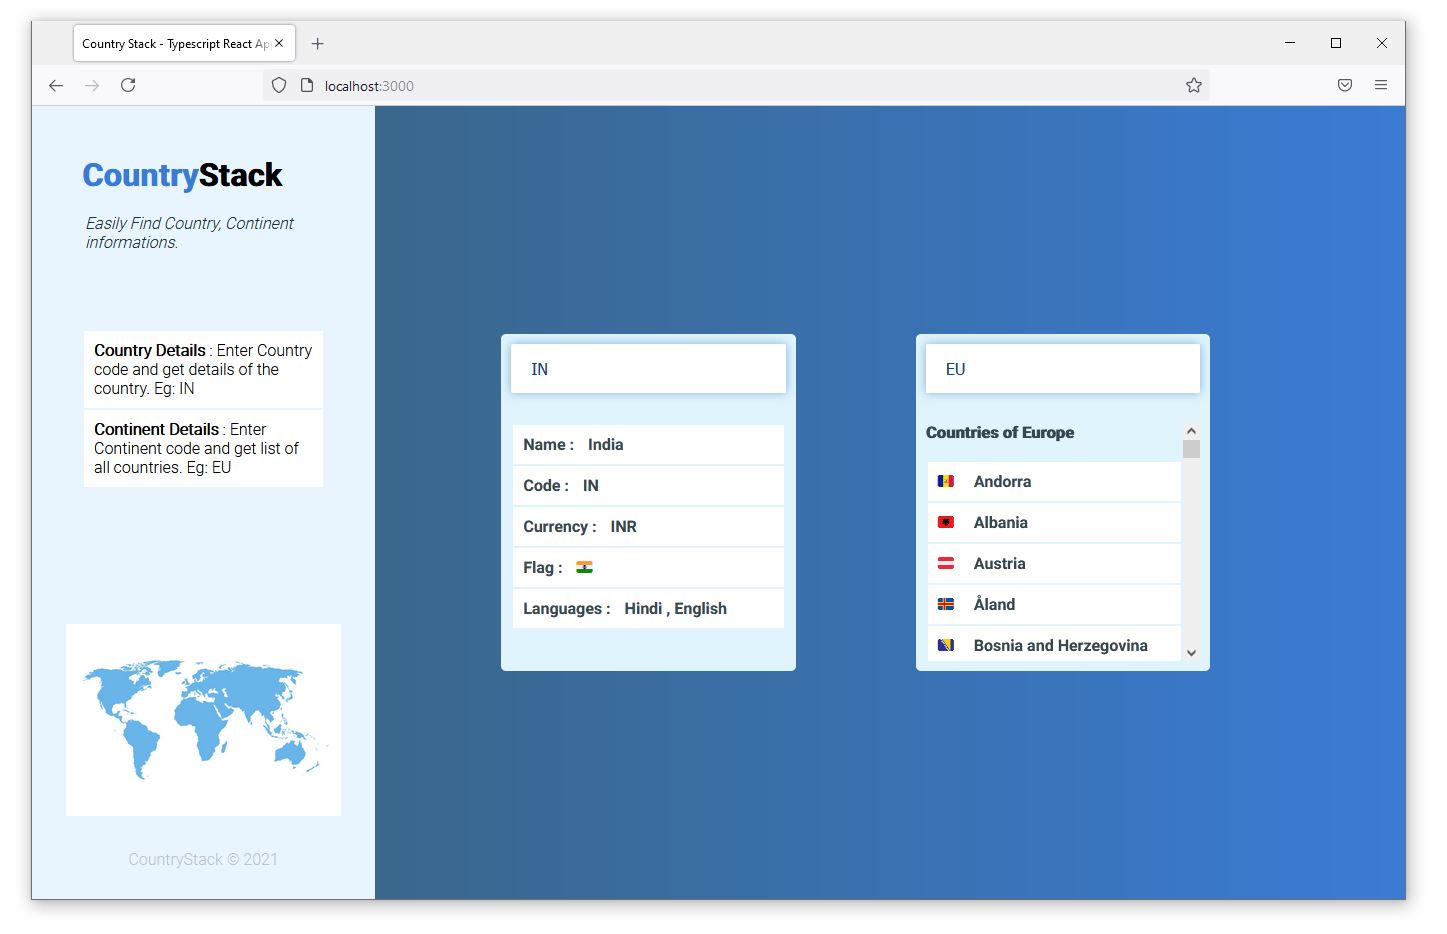 Country Stack - Typescript React Ap
localhost:3000
CountryStack
Easily Find Country, Continent
informations.
Country Details : Enter Country
code and get details of the
country. Eg: IN
Continent Details : Enter
Continent code and get list of
all countries. Eg: EU
CountryStack © 2021
IN
Name : India
Code : IN
Currency : INR
Flag :
Languages : Hindi , English
EU
Countries of Europe
Andorra
Albania
Austria
Åland
Bosnia and Herzegovina